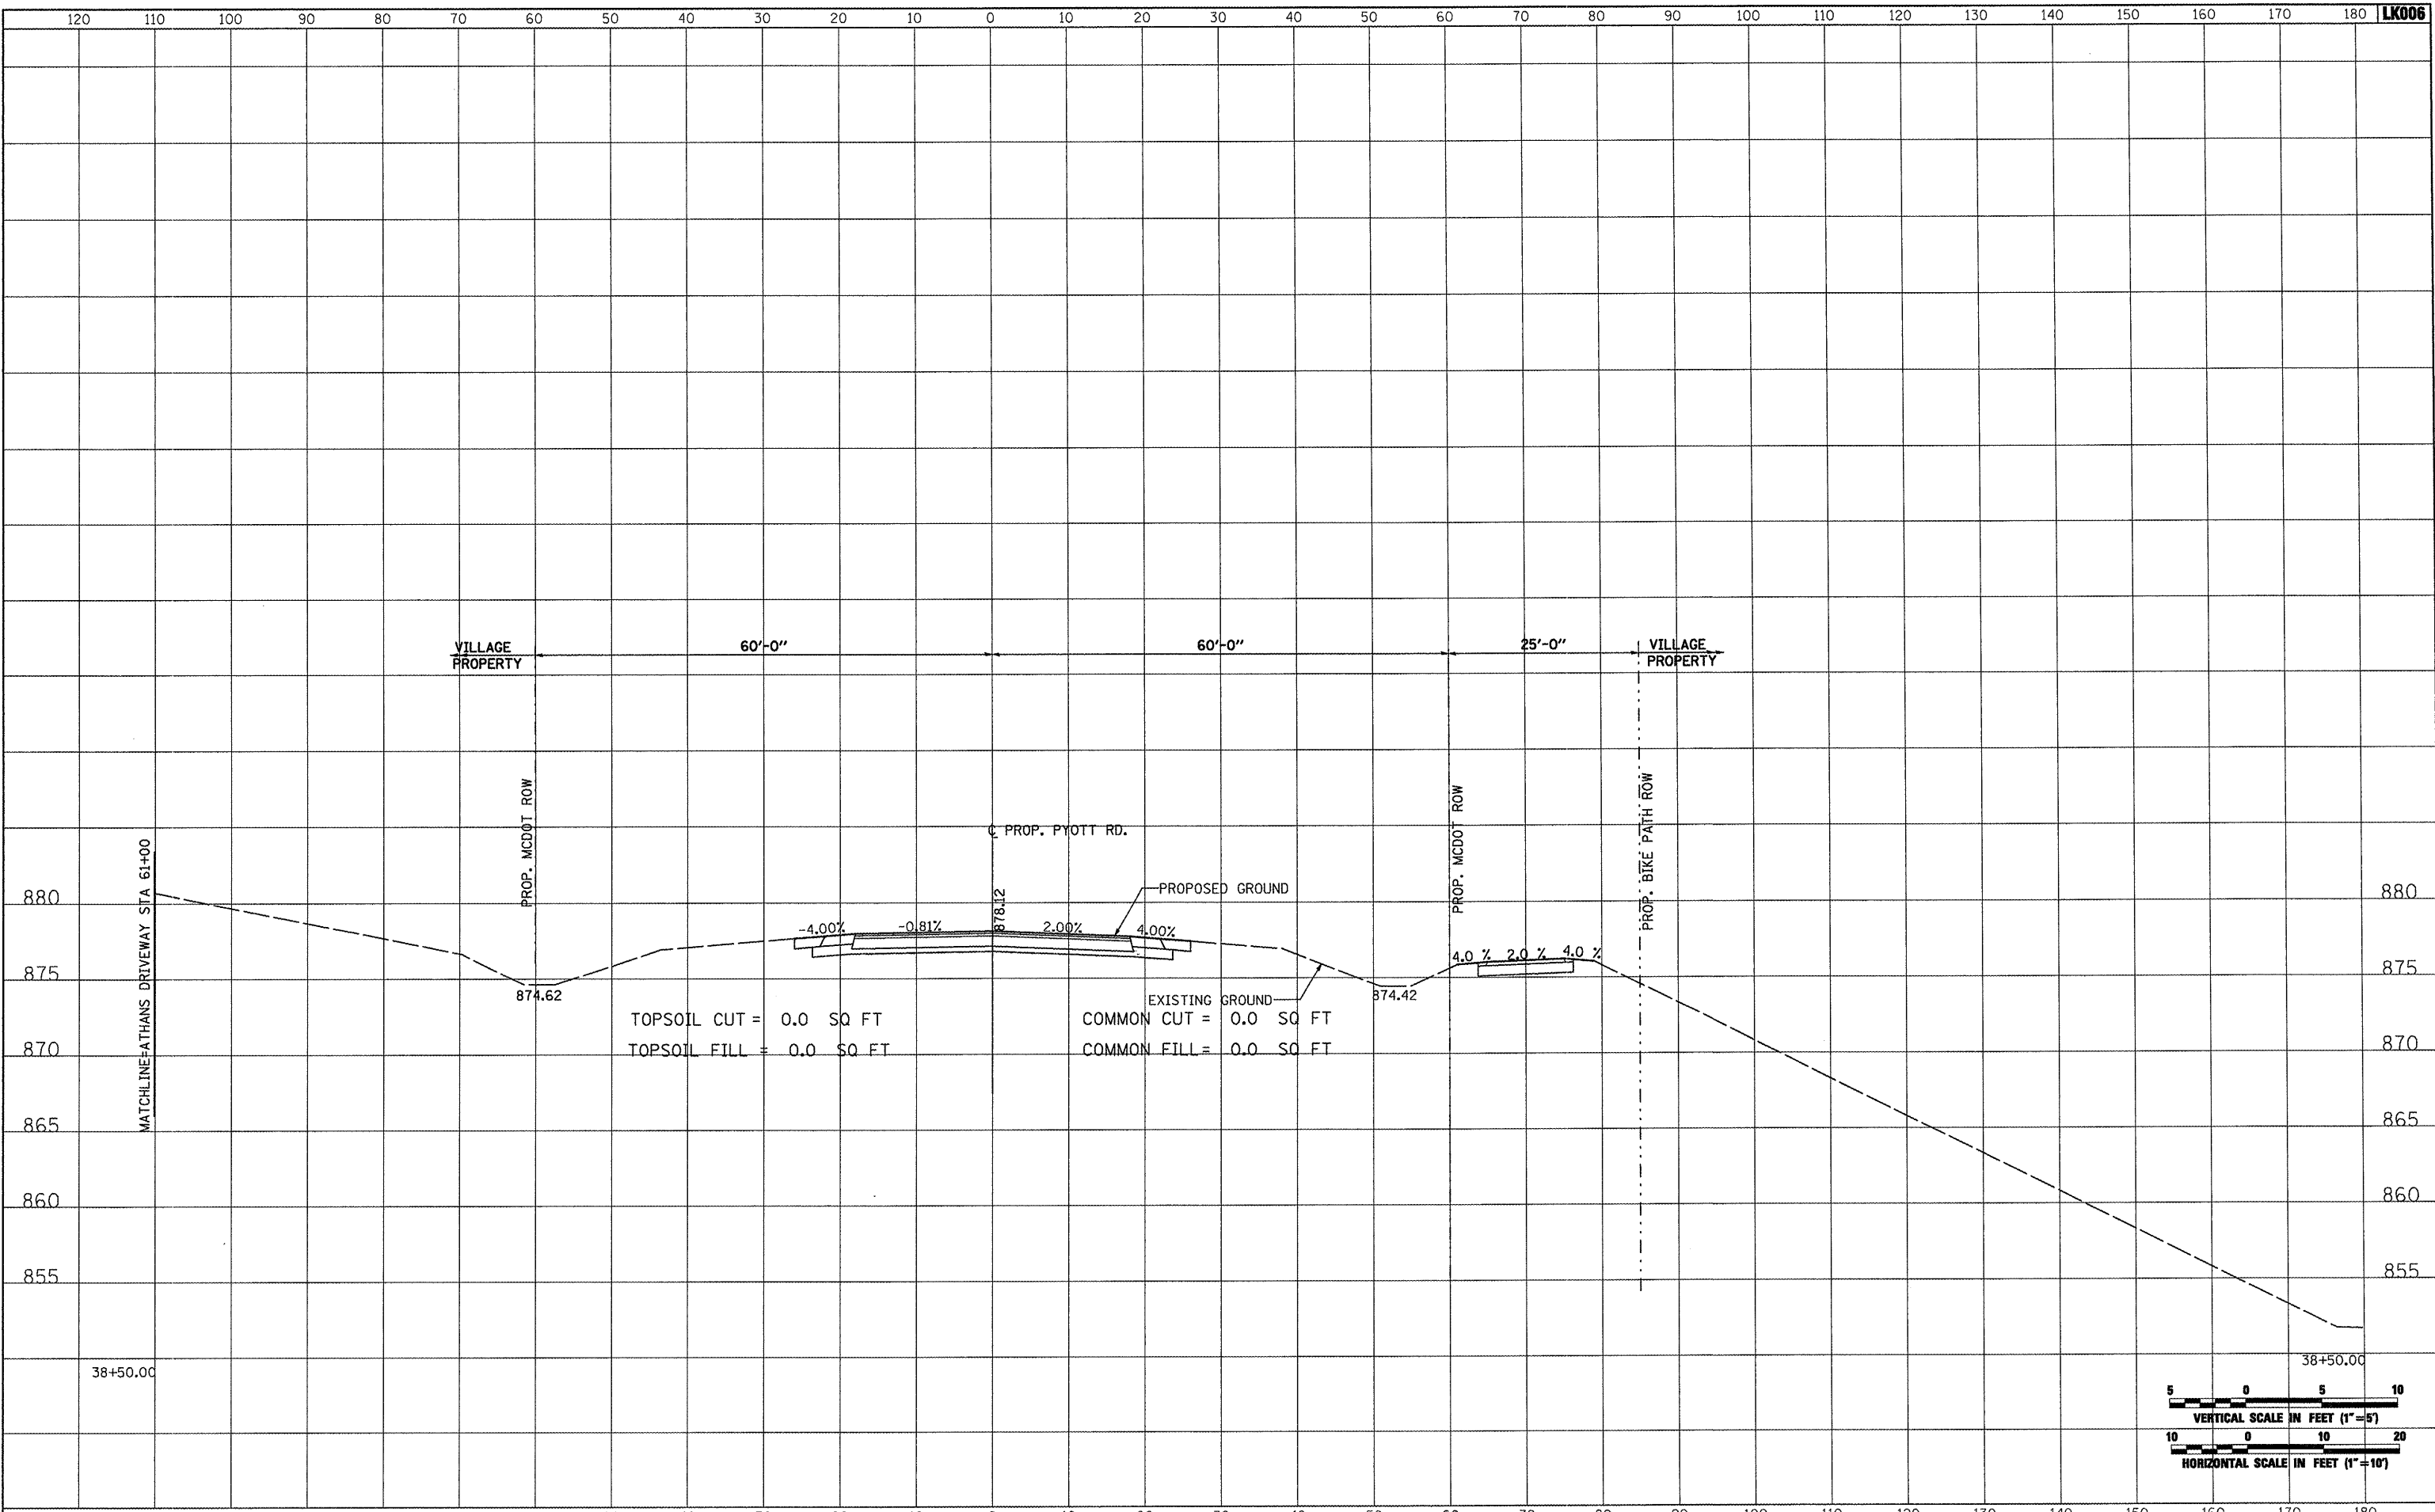 120 110 100 90 80 70 60 50 40 30 20 10 0 10 20 30 40 50 60 70 80 90 100 110 120 130 140 150 160 170 180 LK006
VILLAGE
PROPERTY
60'-0"
60'-0"
25'-0"
VILLAGE
PROPERTY
MATCHLINE=ATHANS DRIVEWAY STA 61+00
PROP. MCDOT ROW
℄ PROP. PYOTT RD.
PROP. MCDOT ROW
PROP. BIKE PATH ROW
PROPOSED GROUND
880
880
878.12
-4.00%
-0.81%
2.00%
4.00%
4.0 %
2.0 %
4.0 %
875
875
874.62
EXISTING GROUND
874.42
TOPSOIL CUT = 0.0 SQ FT
COMMON CUT = 0.0 SQ FT
TOPSOIL FILL = 0.0 SQ FT
COMMON FILL = 0.0 SQ FT
870
870
865
865
860
860
855
855
38+50.00
38+50.00
5 0 5 10
VERTICAL SCALE IN FEET (1"=5')
10 0 10 20
HORIZONTAL SCALE IN FEET (1"=10')